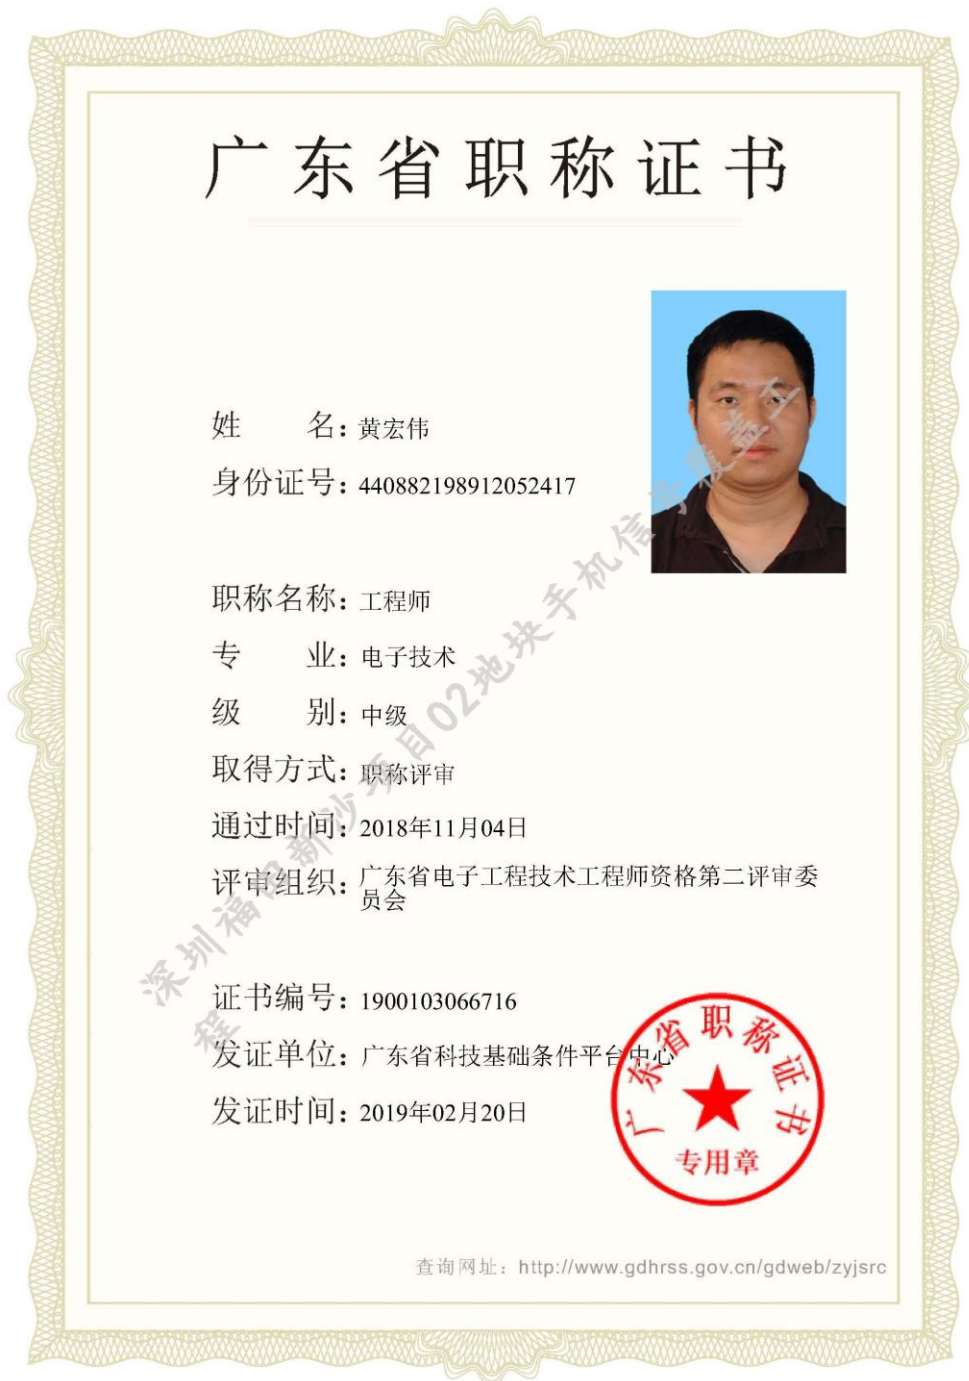 广东省职称证书
姓 名：黄宏伟
身份证号：440882198912052417
职称名称：工程师
专 业：电子技术
级 别：中级
取得方式：职称评审
通过时间：2018年11月04日
评审组织：广东省电子工程技术工程师资格第二评审委
员会
证书编号：1900103066716
发证单位：广东省科技基础条件平台中心
发证时间：2019年02月20日
广东省职称证书
专用章
查询网址：http://www.gdhrss.gov.cn/gdweb/zyjsrc
深圳福田新沙项目02地块手机信号覆盖工
程